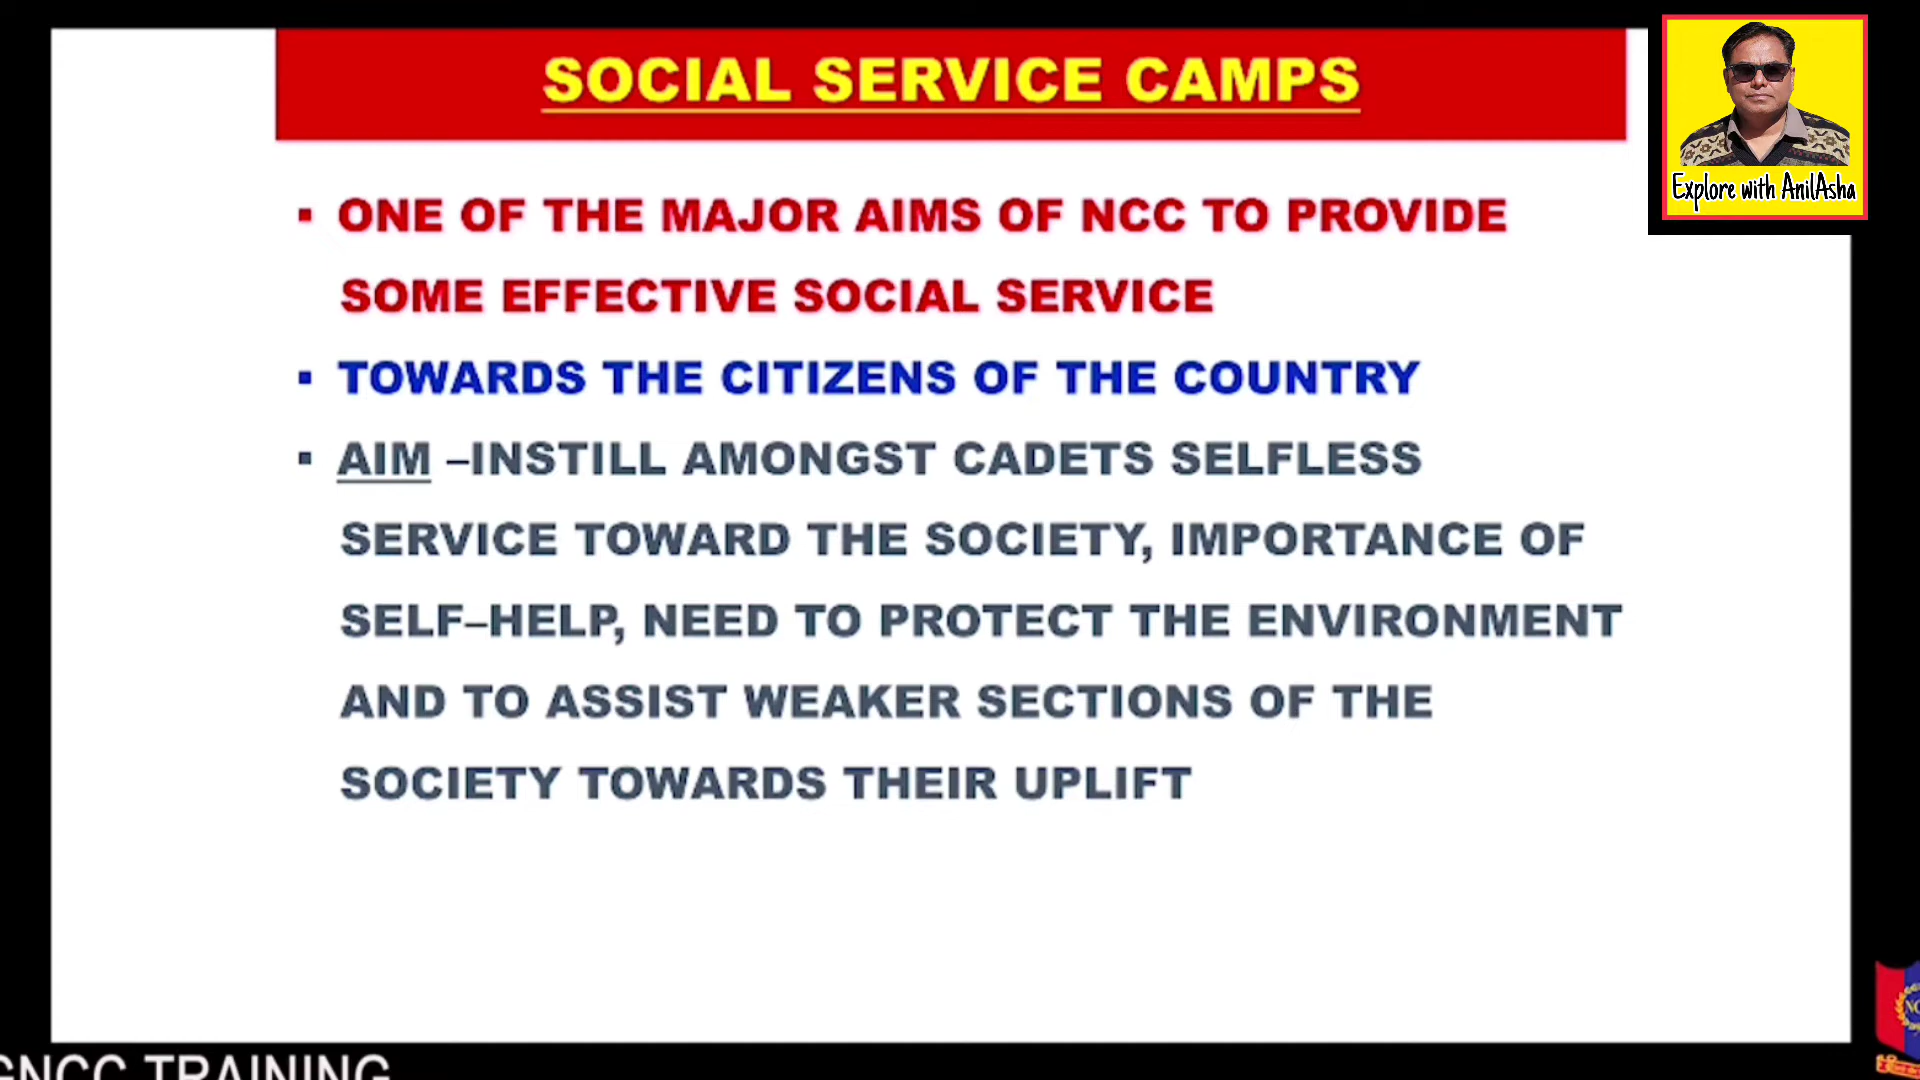 SOCIAL SERVICE CAMPS
Explore with AnilAsha
▪ ONE OF THE MAJOR AIMS OF NCC TO PROVIDE
SOME EFFECTIVE SOCIAL SERVICE
▪ TOWARDS THE CITIZENS OF THE COUNTRY
▪ AIM –INSTILL AMONGST CADETS SELFLESS
SERVICE TOWARD THE SOCIETY, IMPORTANCE OF
SELF–HELP, NEED TO PROTECT THE ENVIRONMENT
AND TO ASSIST WEAKER SECTIONS OF THE
SOCIETY TOWARDS THEIR UPLIFT
GNCC TRAINING